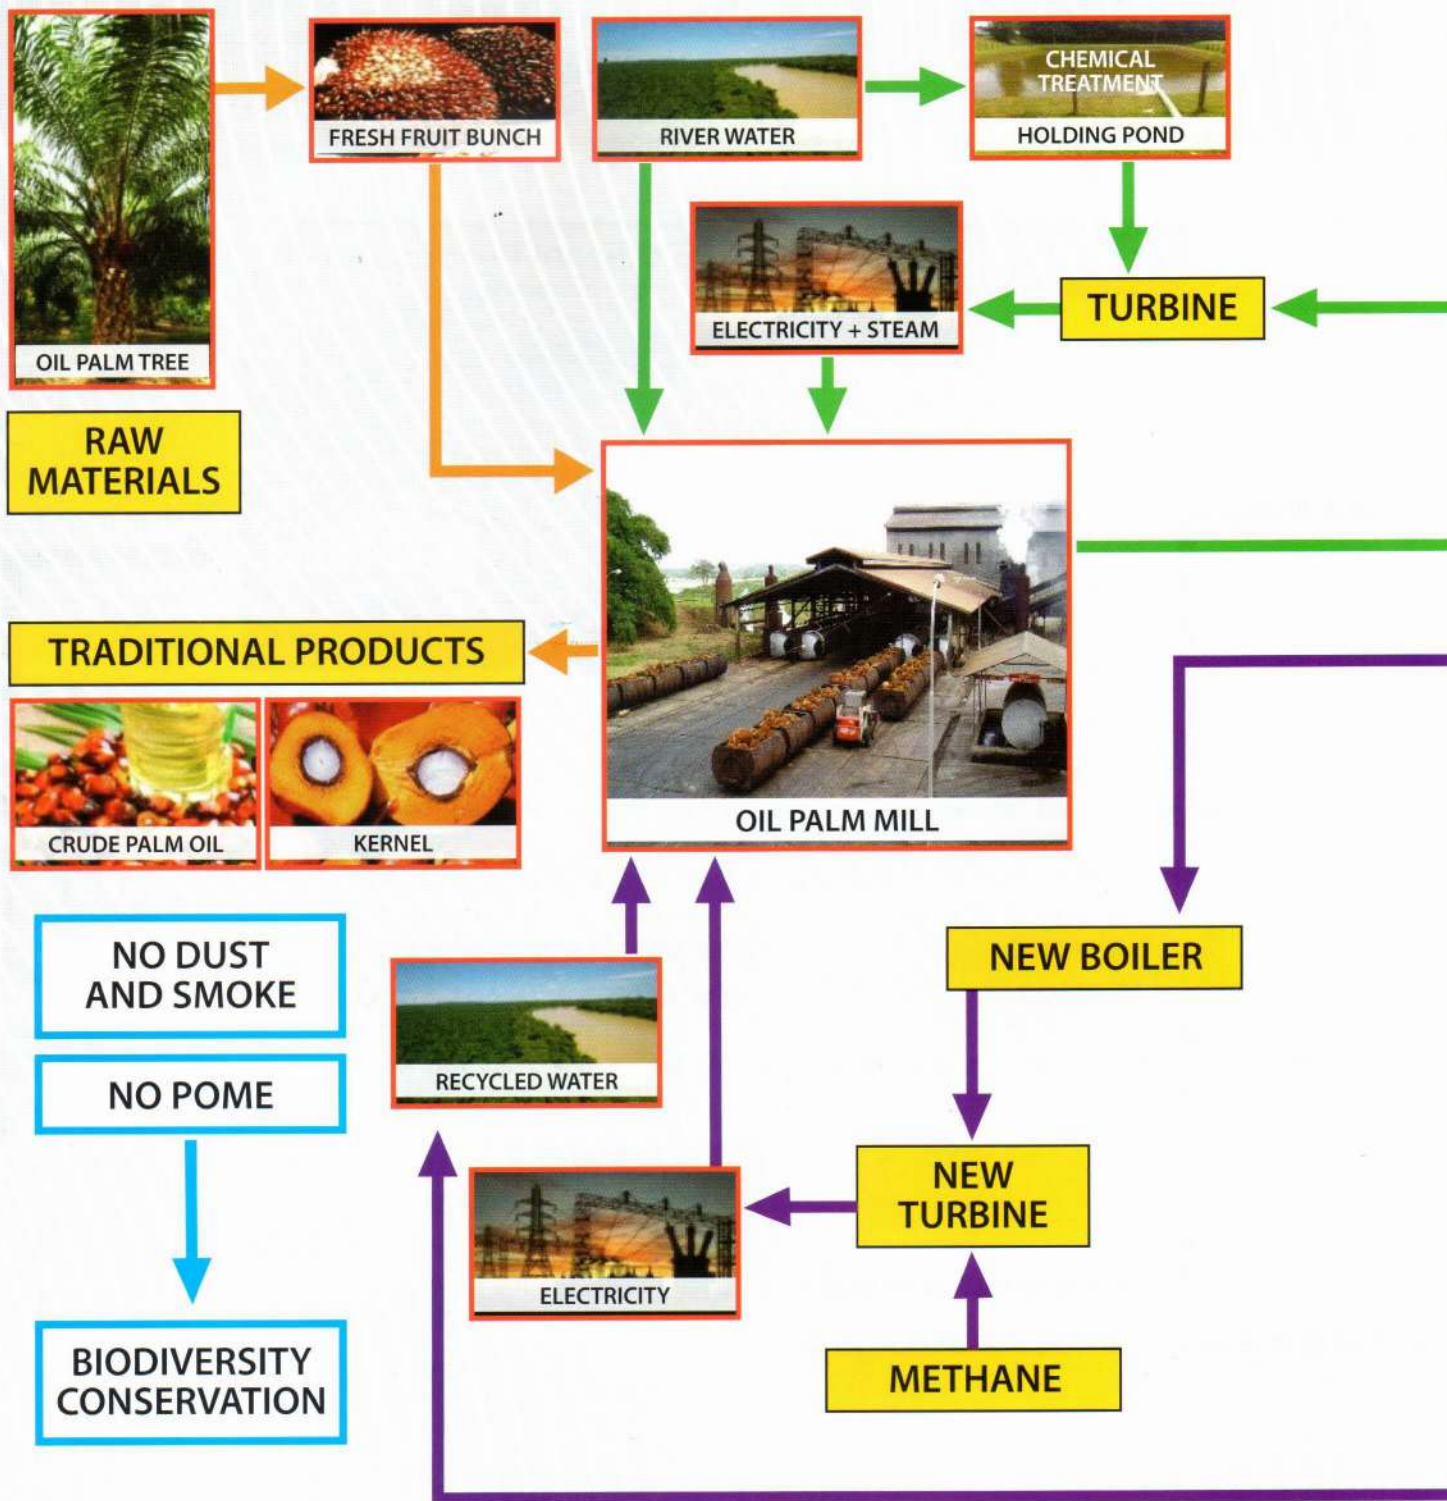 CHEMICAL
TREATMENT
FRESH FRUIT BUNCH
RIVER WATER
HOLDING POND
OIL PALM TREE
ELECTRICITY + STEAM
TURBINE
RAW
MATERIALS
TRADITIONAL PRODUCTS
CRUDE PALM OIL
KERNEL
OIL PALM MILL
NO DUST
AND SMOKE
NO POME
BIODIVERSITY
CONSERVATION
RECYCLED WATER
ELECTRICITY
NEW BOILER
NEW
TURBINE
METHANE